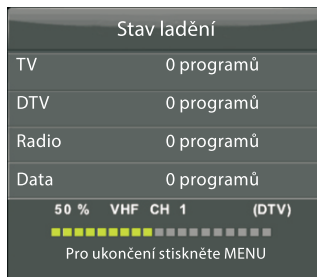 Stav ladění
TV 0 programů
DTV 0 programů
Radio 0 programů
Data 0 programů
50 % VHF CH 1 (DTV)
Pro ukončení stiskněte MENU